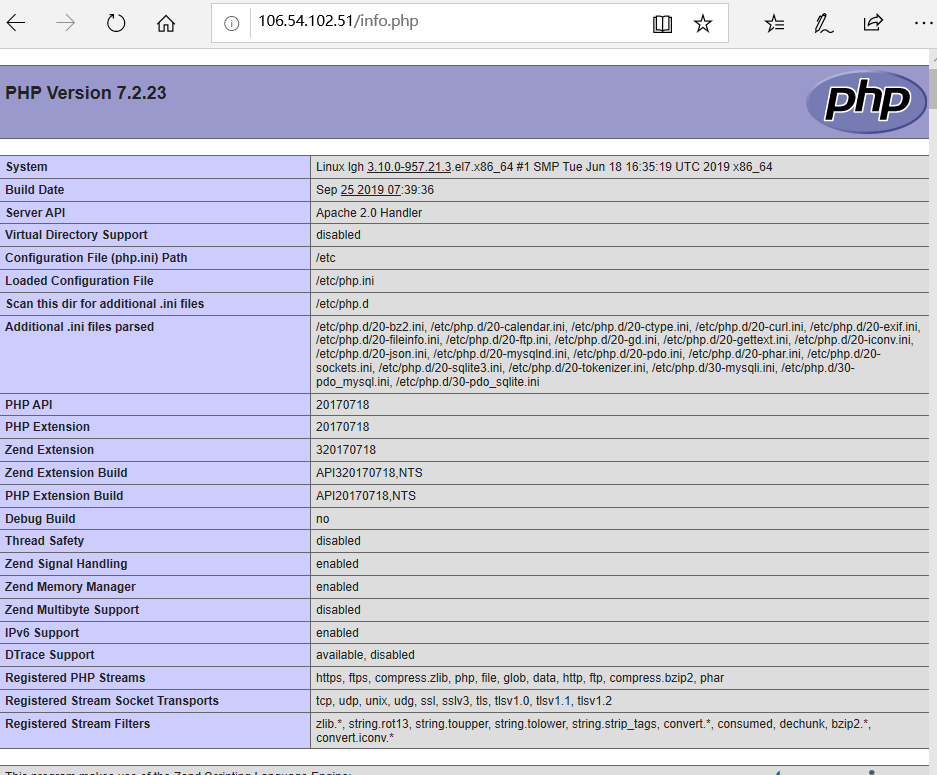 106.54.102.51/info.php
PHP Version 7.2.23
php
System Linux lgh 3.10.0-957.21.3.el7.x86_64 #1 SMP Tue Jun 18 16:35:19 UTC 2019 x86_64
Build Date Sep 25 2019 07:39:36
Server API Apache 2.0 Handler
Virtual Directory Support disabled
Configuration File (php.ini) Path /etc
Loaded Configuration File /etc/php.ini
Scan this dir for additional .ini files /etc/php.d
Additional .ini files parsed /etc/php.d/20-bz2.ini, /etc/php.d/20-calendar.ini, /etc/php.d/20-ctype.ini, /etc/php.d/20-curl.ini, /etc/php.d/20-exif.ini,
/etc/php.d/20-fileinfo.ini, /etc/php.d/20-ftp.ini, /etc/php.d/20-gd.ini, /etc/php.d/20-gettext.ini, /etc/php.d/20-iconv.ini,
/etc/php.d/20-json.ini, /etc/php.d/20-mysqlnd.ini, /etc/php.d/20-pdo.ini, /etc/php.d/20-phar.ini, /etc/php.d/20-
sockets.ini, /etc/php.d/20-sqlite3.ini, /etc/php.d/20-tokenizer.ini, /etc/php.d/30-mysqli.ini, /etc/php.d/30-
pdo_mysql.ini, /etc/php.d/30-pdo_sqlite.ini
PHP API 20170718
PHP Extension 20170718
Zend Extension 320170718
Zend Extension Build API320170718,NTS
PHP Extension Build API20170718,NTS
Debug Build no
Thread Safety disabled
Zend Signal Handling enabled
Zend Memory Manager enabled
Zend Multibyte Support disabled
IPv6 Support enabled
DTrace Support available, disabled
Registered PHP Streams https, ftps, compress.zlib, php, file, glob, data, http, ftp, compress.bzip2, phar
Registered Stream Socket Transports tcp, udp, unix, udg, ssl, sslv3, tls, tlsv1.0, tlsv1.1, tlsv1.2
Registered Stream Filters zlib.*, string.rot13, string.toupper, string.tolower, string.strip_tags, convert.*, consumed, dechunk, bzip2.*,
convert.iconv.*
This program makes use of the Zend Scripting Language Engine: